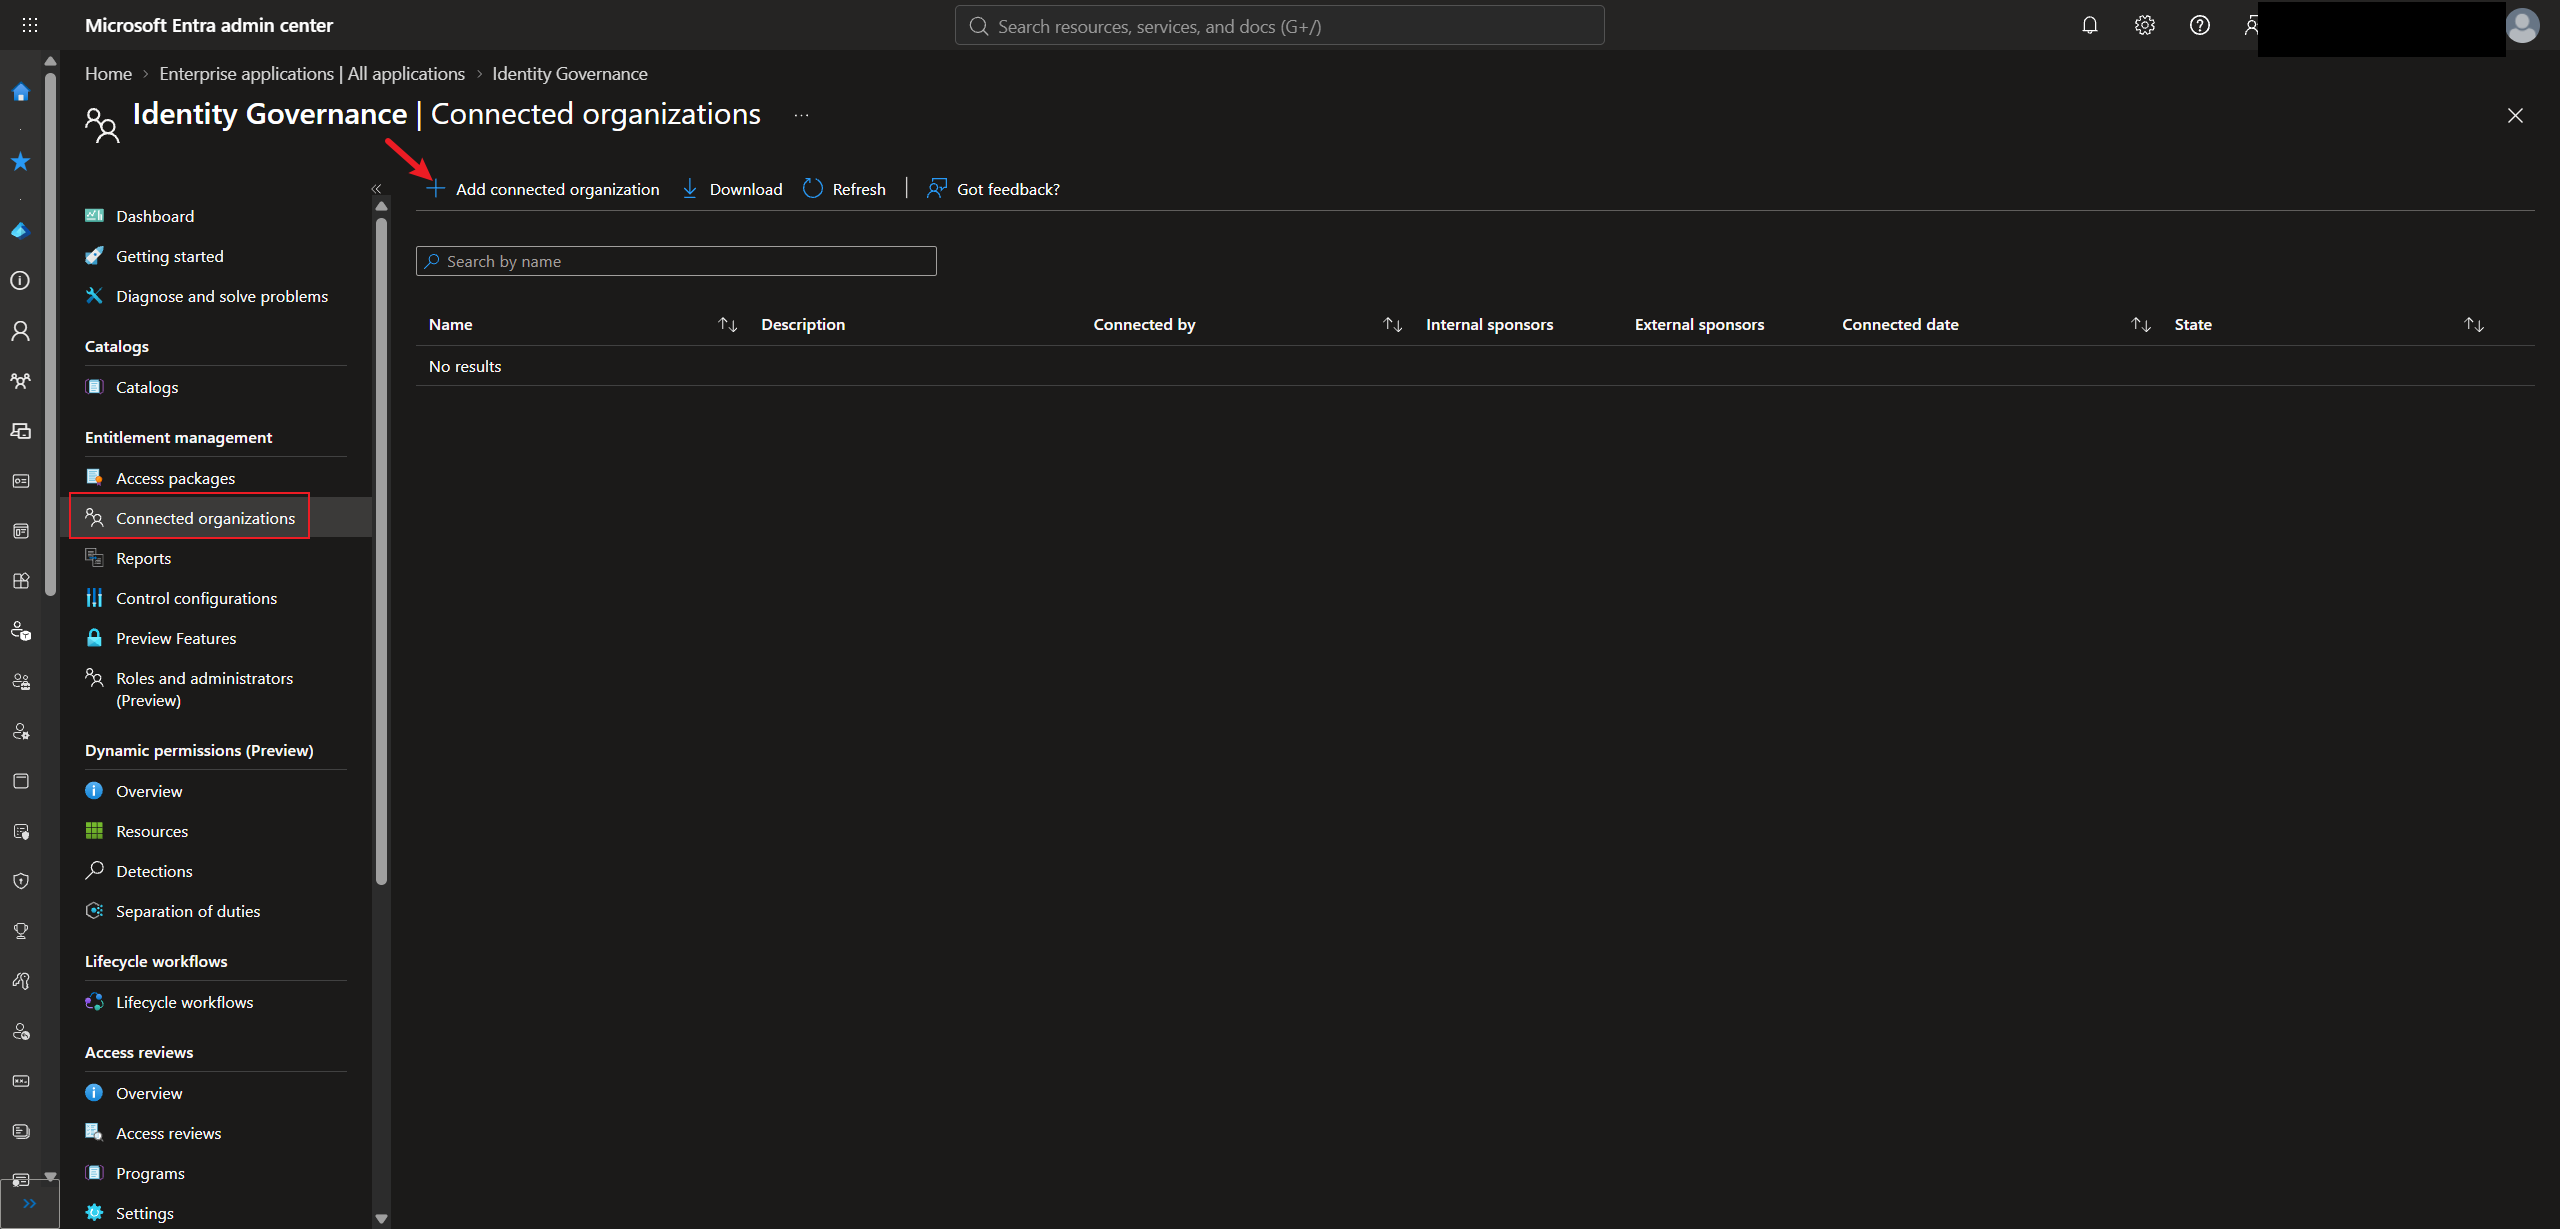 Microsoft Entra admin center
Search resources, services, and docs (G+/)
Home > Enterprise applications | All applications > Identity Governance
Identity Governance | Connected organizations ...
Add connected organization Download Refresh | Got feedback?
Search by name
Name Description Connected by Internal sponsors External sponsors Connected date State
No results
Dashboard
Getting started
Diagnose and solve problems
Catalogs
Catalogs
Entitlement management
Access packages
Connected organizations
Reports
Control configurations
Preview Features
Roles and administrators
(Preview)
Dynamic permissions (Preview)
Overview
Resources
Detections
Separation of duties
Lifecycle workflows
Lifecycle workflows
Access reviews
Overview
Access reviews
Programs
Settings